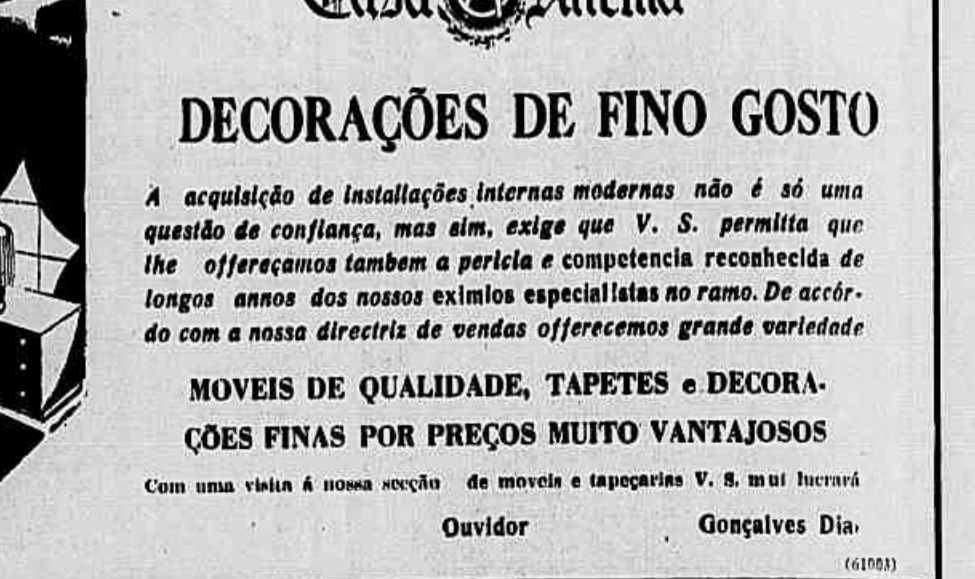 Casa
DECORAÇÕES DE FINO GOSTO
A acquisição de installações internas modernas não é só uma
questão de confiança, mas sim, exige que V. S. permitta que
lhe offereçamos tambem a pericia e competencia reconhecida de
longos annos dos nossos eximios especialistas no ramo. De accôr-
do com a nossa directriz de vendas offerecemos grande variedade
MOVEIS DE QUALIDADE, TAPETES e DECORA-
ÇÕES FINAS POR PREÇOS MUITO VANTAJOSOS
Com uma visita á nossa secção de moveis e tapeçarias V. S. mui lucrará
Ouvidor Gonçalves Dia
(61003)